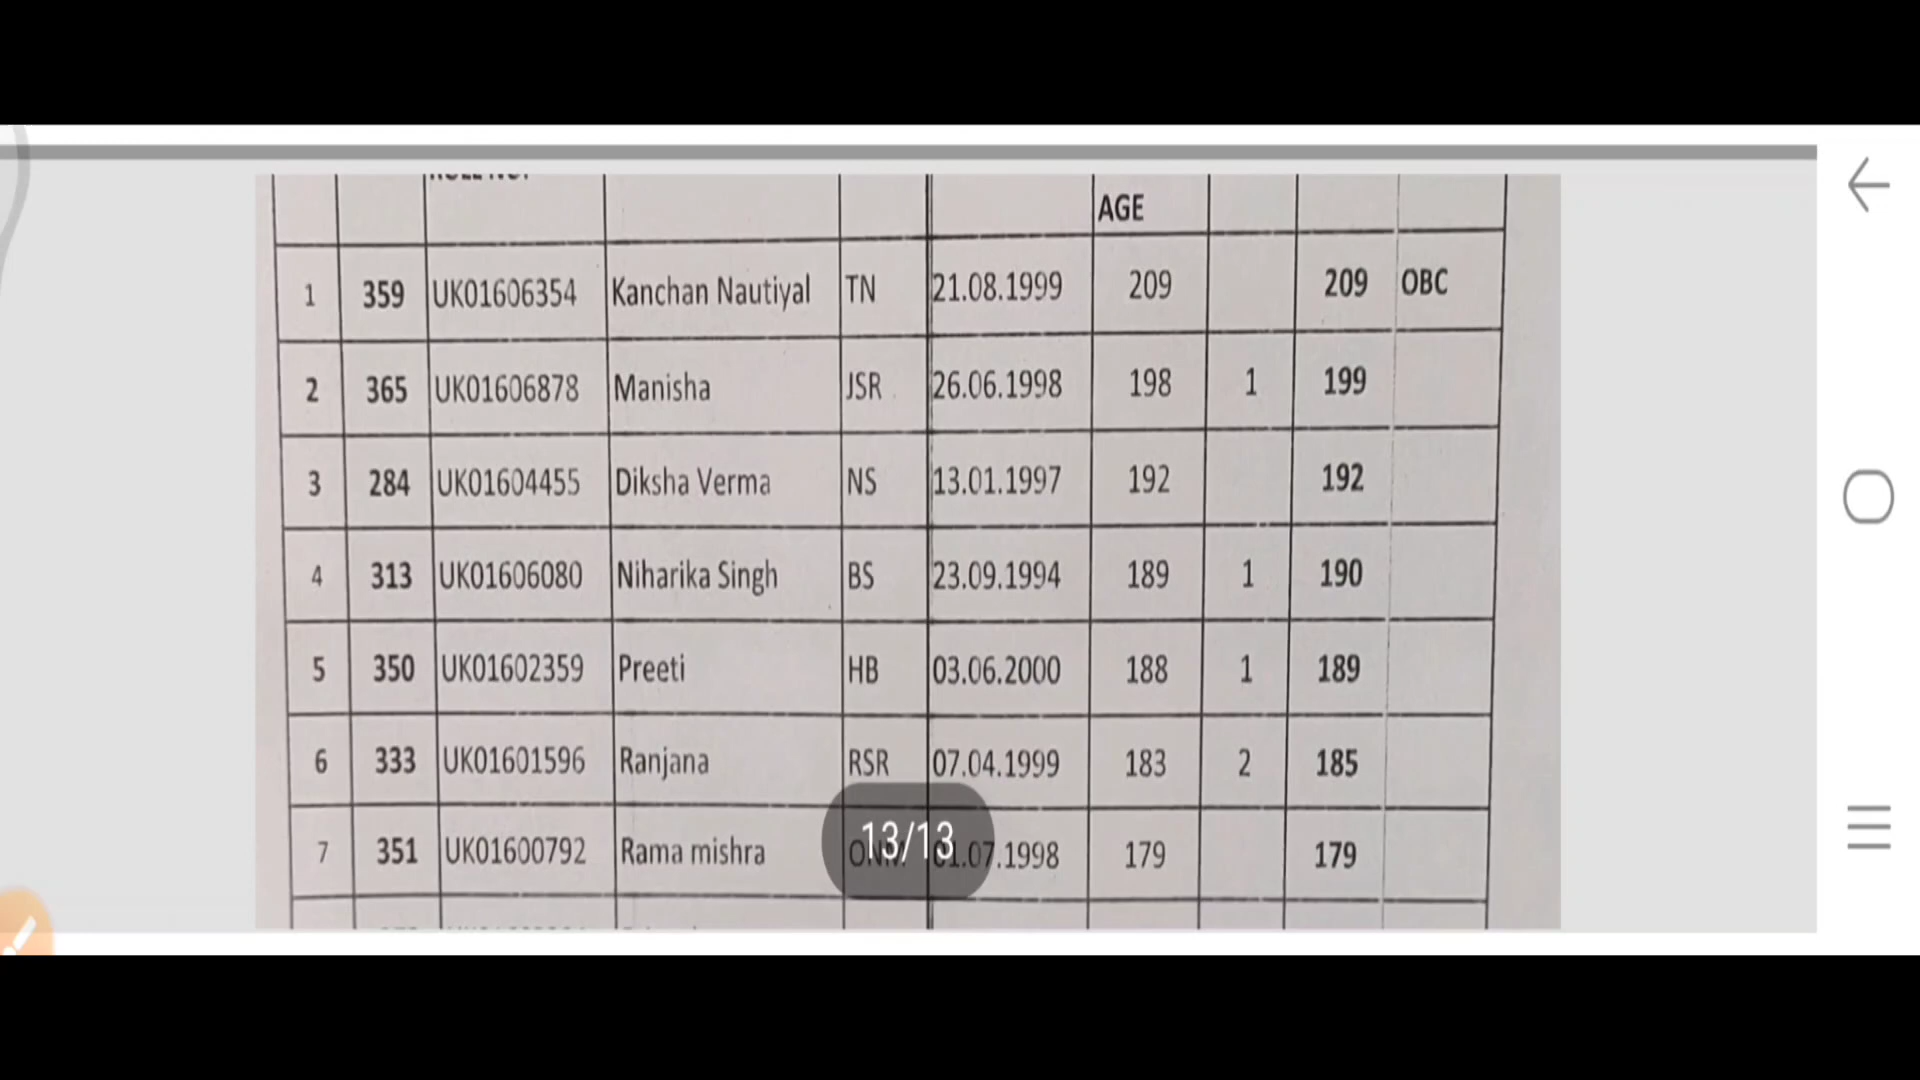 AGE
1 359 UK01606354 Kanchan Nautiyal TN 21.08.1999 209 209 OBC
2 365 UK01606878 Manisha JSR 26.06.1998 198 1 199
3 284 UK01604455 Diksha Verma NS 13.01.1997 192 192
4 313 UK01606080 Niharika Singh BS 23.09.1994 189 1 190
5 350 UK01602359 Preeti HB 03.06.2000 188 1 189
6 333 UK01601596 Ranjana RSR 07.04.1999 183 2 185
7 351 UK01600792 Rama mishra 01.07.1998 179 179
13/13